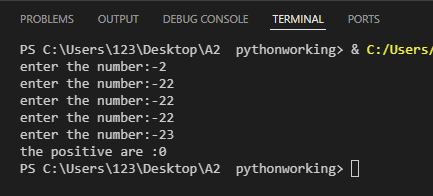 PROBLEMS OUTPUT DEBUG CONSOLE TERMINAL PORTS
PS C:\Users\123\Desktop\A2  pythonworking> & C:/Users/
enter the number:-2
enter the number:-22
enter the number:-22
enter the number:-22
enter the number:-23
the positive are :0
PS C:\Users\123\Desktop\A2  pythonworking>